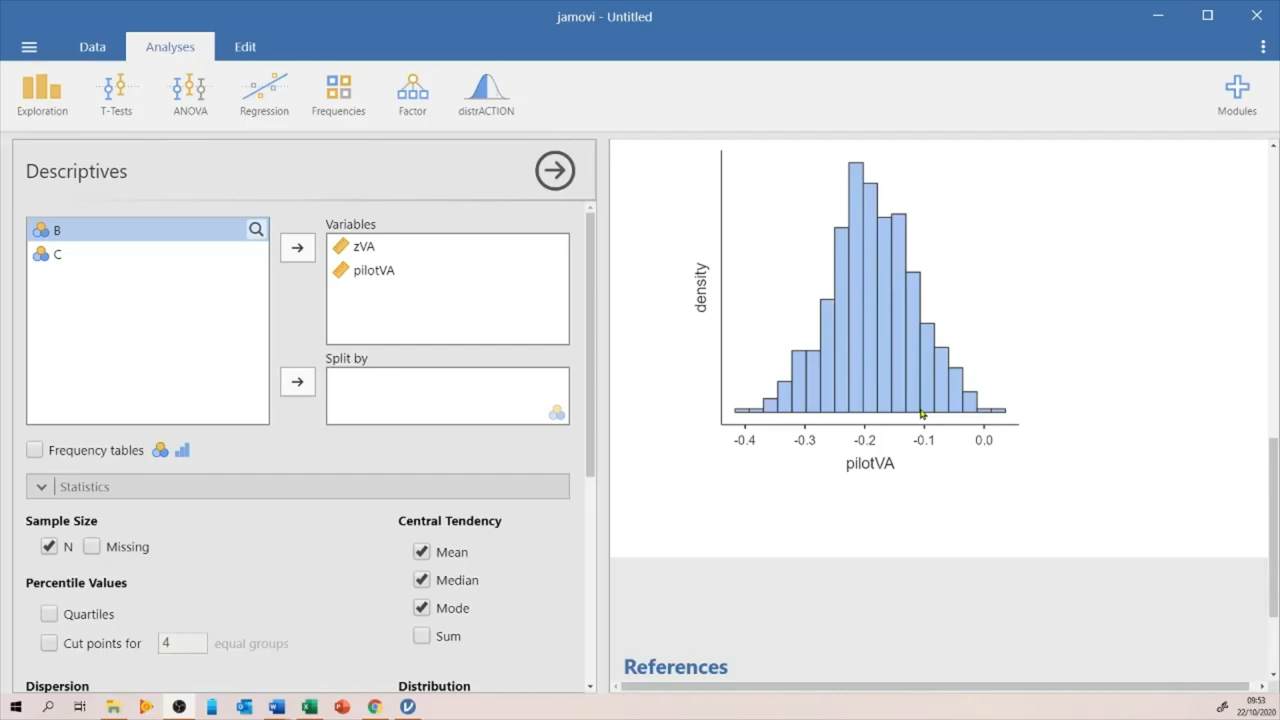 jamovi - Untitled
Data
Analyses
Edit
Exploration
T-Tests
ANOVA
Regression
Frequencies
Factor
distrACTION
Modules
Descriptives
B
C
Variables
zVA
pilotVA
Split by
Frequency tables
Statistics
Sample Size
N
Missing
Percentile Values
Quartiles
Cut points for 4 equal groups
Dispersion
Central Tendency
Mean
Median
Mode
Sum
Distribution
density
-0.4 -0.3 -0.2 -0.1 0.0
pilotVA
References
09:53
22/10/2020